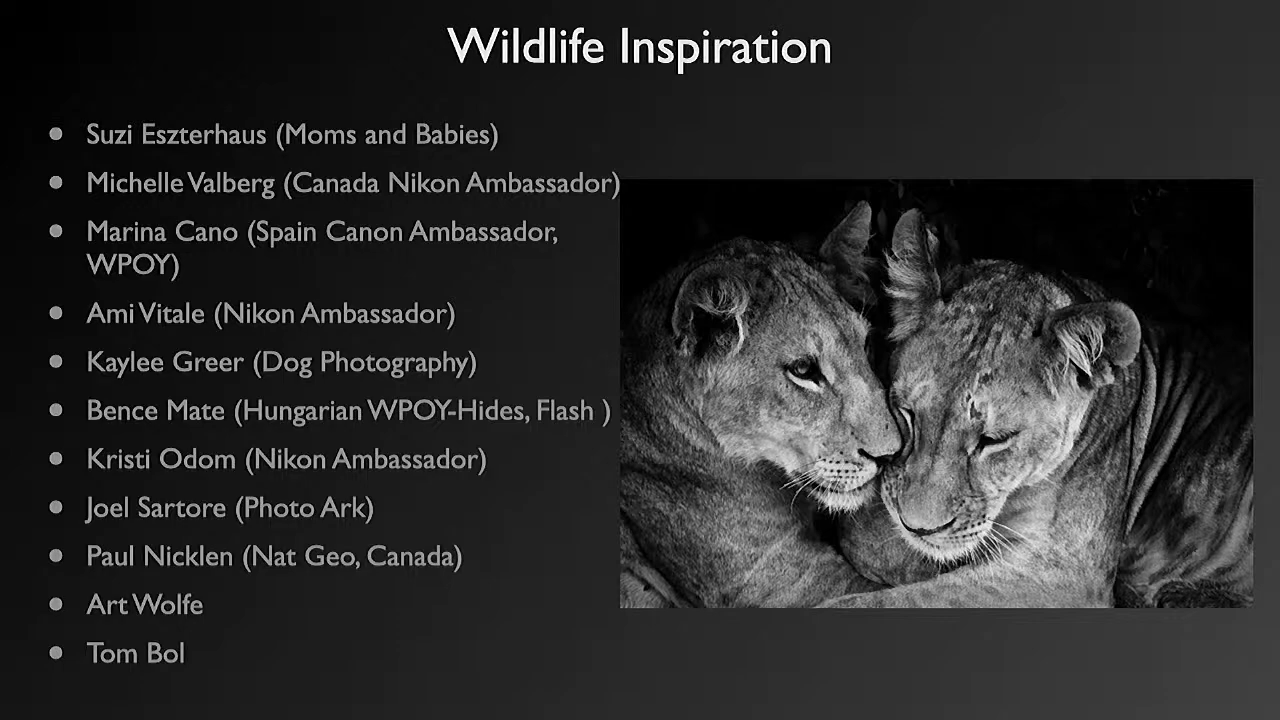 Wildlife Inspiration
• Suzi Eszterhaus (Moms and Babies)
• Michelle Valberg (Canada Nikon Ambassador)
• Marina Cano (Spain Canon Ambassador,
WPOY)
• Ami Vitale (Nikon Ambassador)
• Kaylee Greer (Dog Photography)
• Bence Mate (Hungarian WPOY-Hides, Flash )
• Kristi Odom (Nikon Ambassador)
• Joel Sartore (Photo Ark)
• Paul Nicklen (Nat Geo, Canada)
• Art Wolfe
• Tom Bol